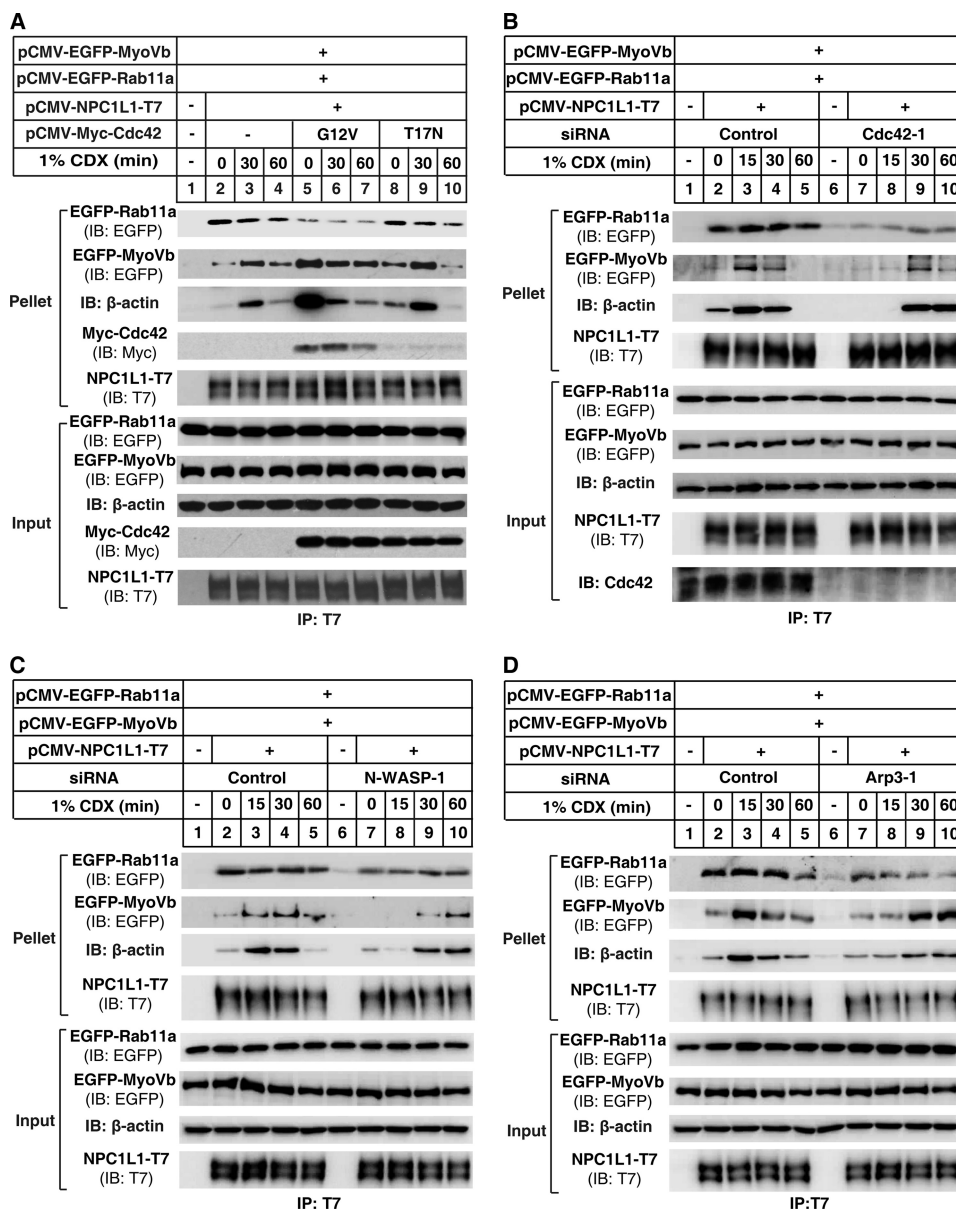 A
pCMV-EGFP-MyoVb +
pCMV-EGFP-Rab11a +
pCMV-NPC1L1-T7 - +
pCMV-Myc-Cdc42 - - G12V T17N
1% CDX (min) - 0 30 60 0 30 60 0 30 60
1 2 3 4 5 6 7 8 9 10
Pellet
EGFP-Rab11a
(IB: EGFP)
EGFP-MyoVb
(IB: EGFP)
IB: β-actin
Myc-Cdc42
(IB: Myc)
NPC1L1-T7
(IB: T7)
Input
EGFP-Rab11a
(IB: EGFP)
EGFP-MyoVb
(IB: EGFP)
IB: β-actin
Myc-Cdc42
(IB: Myc)
NPC1L1-T7
(IB: T7)
IP: T7
B
pCMV-EGFP-MyoVb +
pCMV-EGFP-Rab11a +
pCMV-NPC1L1-T7 - + - +
siRNA Control Cdc42-1
1% CDX (min) - 0 15 30 60 - 0 15 30 60
1 2 3 4 5 6 7 8 9 10
Pellet
EGFP-Rab11a
(IB: EGFP)
EGFP-MyoVb
(IB: EGFP)
IB: β-actin
NPC1L1-T7
(IB: T7)
Input
EGFP-Rab11a
(IB: EGFP)
EGFP-MyoVb
(IB: EGFP)
IB: β-actin
NPC1L1-T7
(IB: T7)
IB: Cdc42
IP: T7
C
pCMV-EGFP-Rab11a +
pCMV-EGFP-MyoVb +
pCMV-NPC1L1-T7 - + - +
siRNA Control N-WASP-1
1% CDX (min) - 0 15 30 60 - 0 15 30 60
1 2 3 4 5 6 7 8 9 10
Pellet
EGFP-Rab11a
(IB: EGFP)
EGFP-MyoVb
(IB: EGFP)
IB: β-actin
NPC1L1-T7
(IB: T7)
Input
EGFP-Rab11a
(IB: EGFP)
EGFP-MyoVb
(IB: EGFP)
IB: β-actin
NPC1L1-T7
(IB: T7)
IP: T7
D
pCMV-EGFP-Rab11a +
pCMV-EGFP-MyoVb +
pCMV-NPC1L1-T7 - + - +
siRNA Control Arp3-1
1% CDX (min) - 0 15 30 60 - 0 15 30 60
1 2 3 4 5 6 7 8 9 10
Pellet
EGFP-Rab11a
(IB: EGFP)
EGFP-MyoVb
(IB: EGFP)
IB: β-actin
NPC1L1-T7
(IB: T7)
Input
EGFP-Rab11a
(IB: EGFP)
EGFP-MyoVb
(IB: EGFP)
IB: β-actin
NPC1L1-T7
(IB: T7)
IP:T7